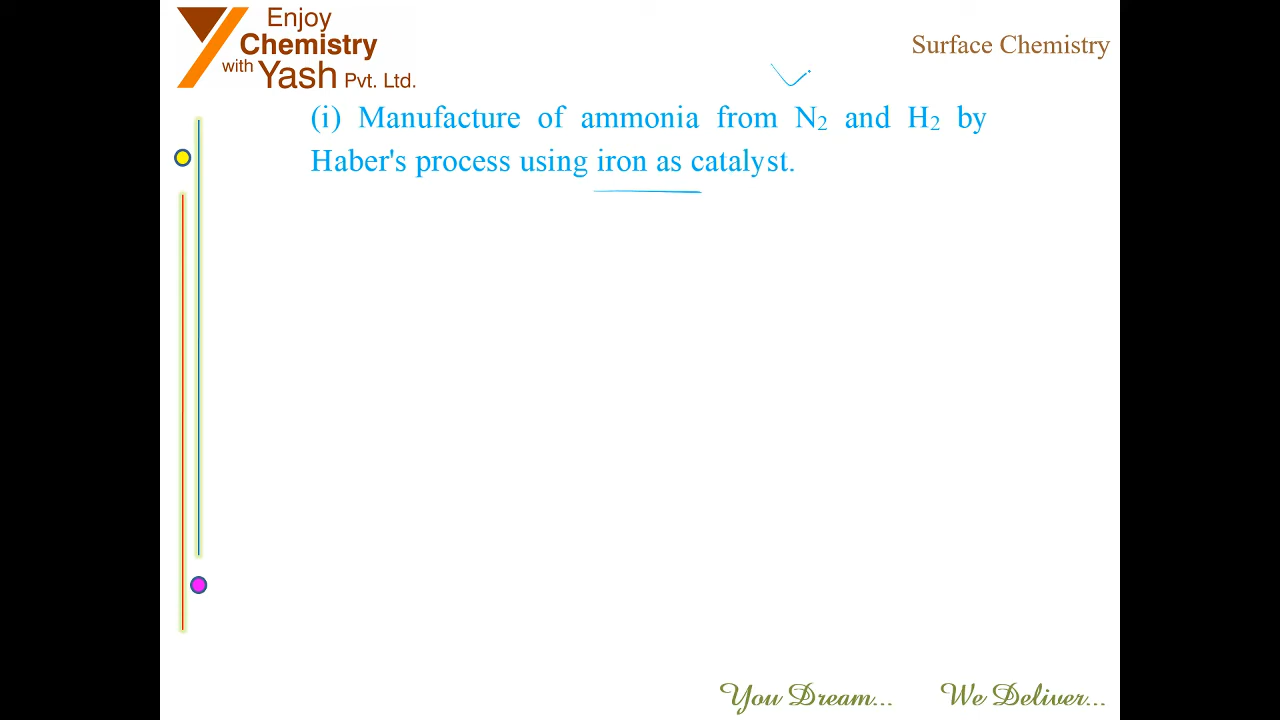 Enjoy
Chemistry
with Yash Pvt. Ltd.
Surface Chemistry
(i) Manufacture of ammonia from N₂ and H₂ by
Haber's process using iron as catalyst.
You Dream... We Deliver...